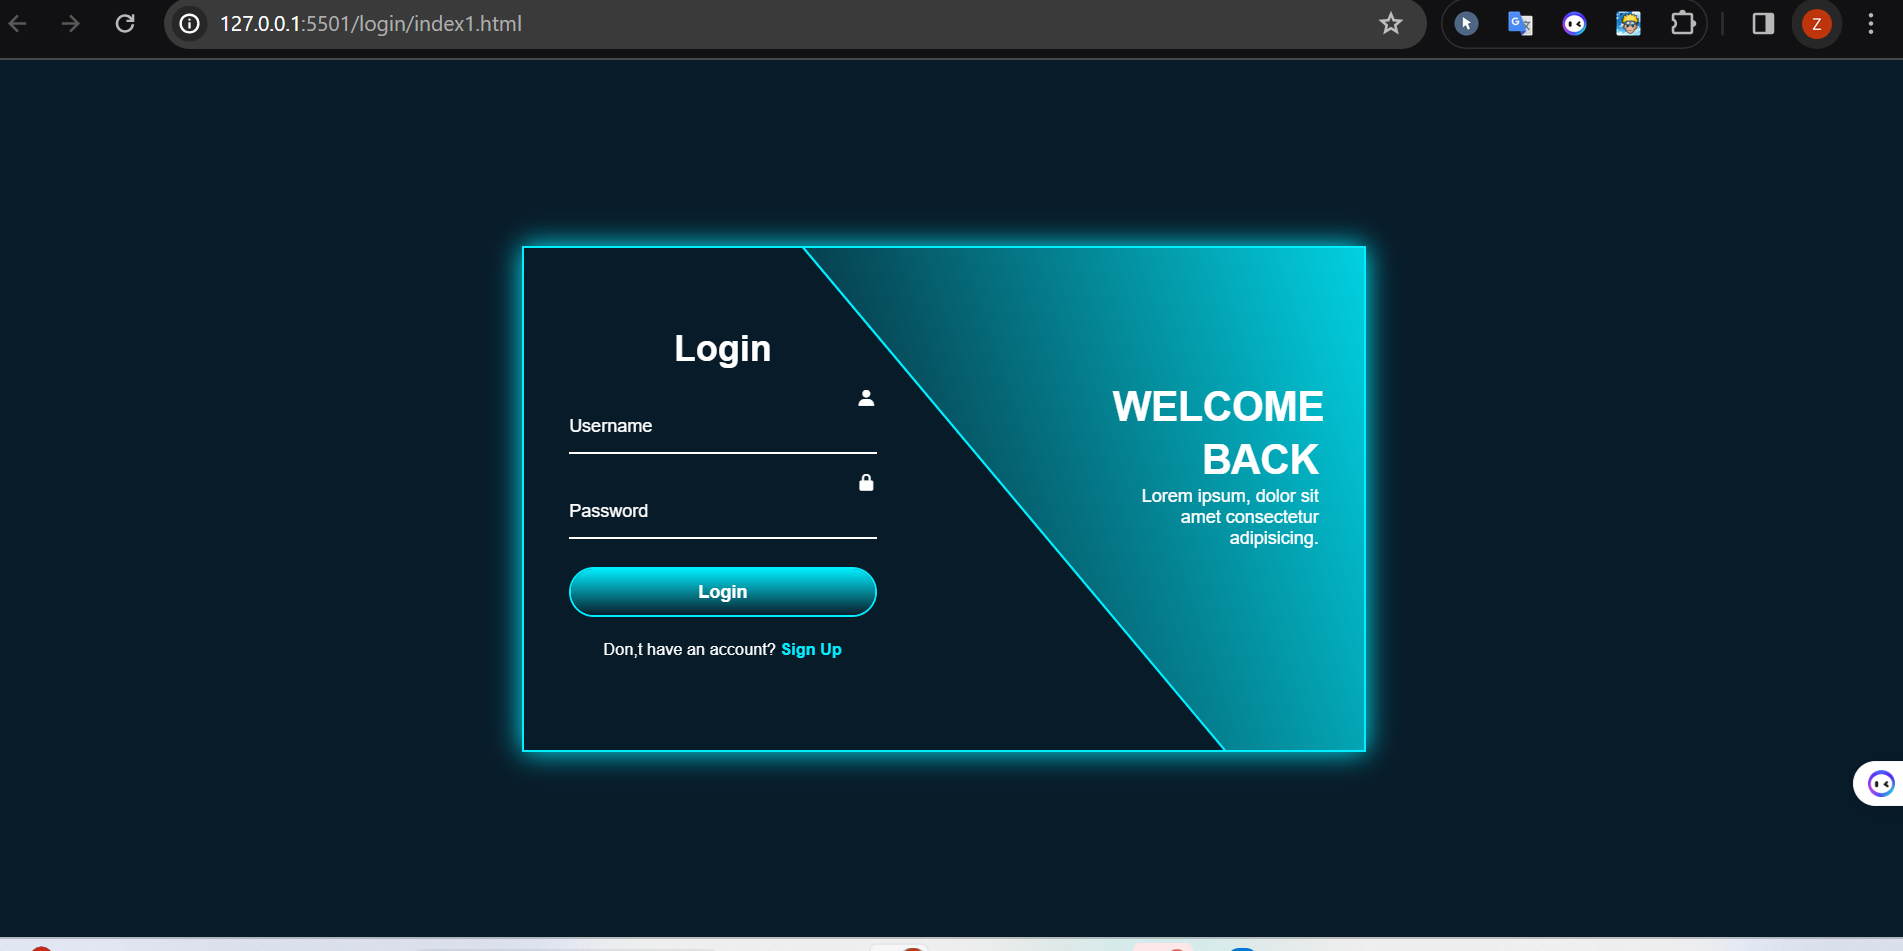 127.0.0.1:5501/login/index1.html
Z
Login
Username
Password
Login
Don,t have an account? Sign Up
WELCOME
BACK
Lorem ipsum, dolor sit
amet consectetur
adipisicing.